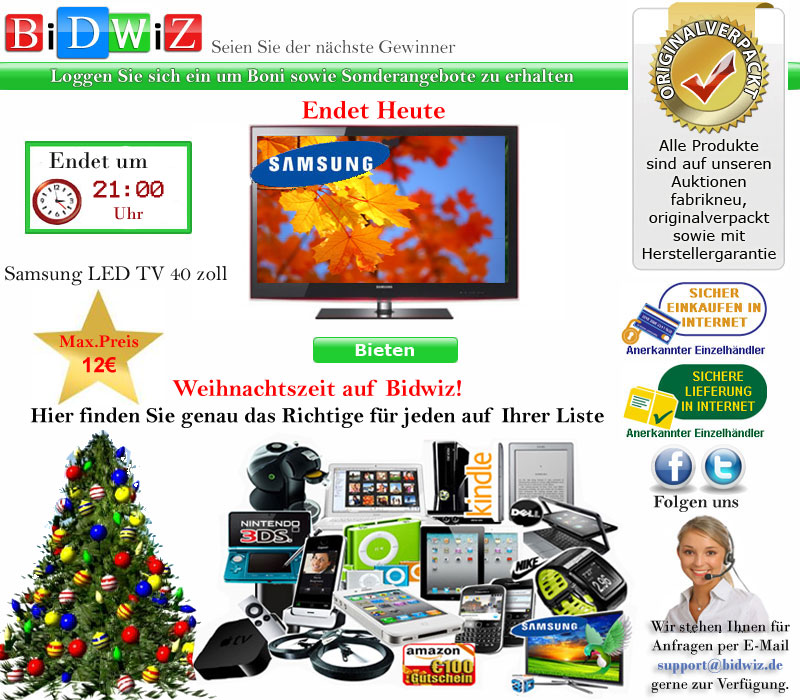 BiDWiZ
Seien Sie der nächste Gewinner
Loggen Sie sich ein um Boni sowie Sonderangebote zu erhalten
Endet Heute
Endet um
21:00
Uhr
SAMSUNG
SAMSUNG
Samsung LED TV 40 zoll
Max.Preis
12€
Bieten
ORIGINALVERPACKT
Alle Produkte
sind auf unseren
Auktionen
fabrikneu,
originalverpackt
sowie mit
Herstellergarantie
SICHER
EINKAUFEN IN
INTERNET
Anerkannter Einzelhändler
SICHERE
LIEFERUNG
IN INTERNET
Anerkannter Einzelhändler
f t
Folgen uns
Weihnachtszeit auf Bidwiz!
Hier finden Sie genau das Richtige für jeden auf Ihrer Liste
kindle
DELL
NINTENDO
3DS
NIKE
tv
SAMSUNG
3D
amazon
€100
Gutschein
Wir stehen Ihnen für
Anfragen per E-Mail
support@bidwiz.de
gerne zur Verfügung.